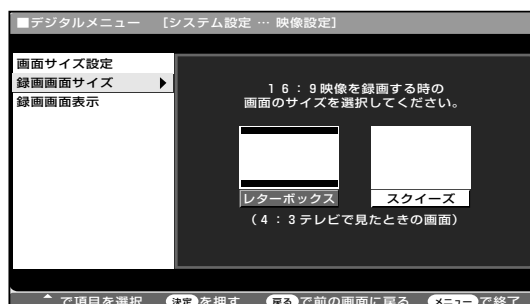 ■デジタルメニュー [システム設定 … 映像設定]
画面サイズ設定
録画画面サイズ ▶
録画画面表示
16：9映像を録画する時の
画面のサイズを選択してください。
レターボックス スクイーズ
(4：3テレビで見たときの画面)
で項目を選択 決定を押す 戻るで前の画面に戻る メニューで終了